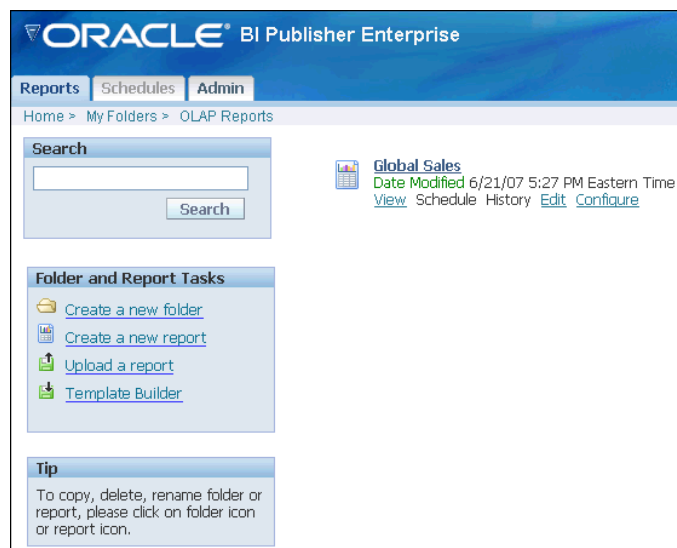 ORACLE® BI Publisher Enterprise
Reports Schedules Admin
Home > My Folders > OLAP Reports
Search
Search
Global Sales
Date Modified 6/21/07 5:27 PM Eastern Time
View Schedule History Edit Configure
Folder and Report Tasks
Create a new folder
Create a new report
Upload a report
Template Builder
Tip
To copy, delete, rename folder or
report, please click on folder icon
or report icon.